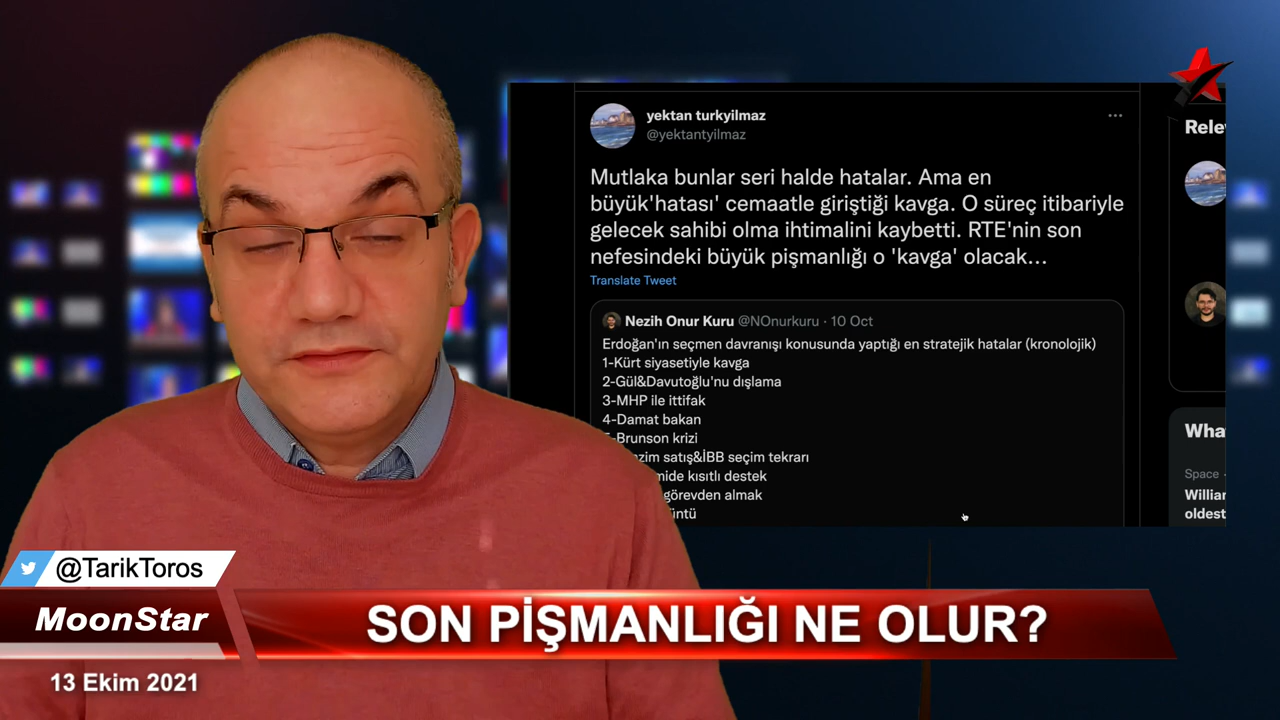 yektan turkyilmaz
@yektantyilmaz
Mutlaka bunlar seri halde hatalar. Ama en
büyük'hatası' cemaatle giriştiği kavga. O süreç itibariyle
gelecek sahibi olma ihtimalini kaybetti. RTE'nin son
nefesindeki büyük pişmanlığı o 'kavga' olacak...
Translate Tweet
Nezih Onur Kuru @NOnurkuru · 10 Oct
Erdoğan'ın seçmen davranışı konusunda yaptığı en stratejik hatalar (kronolojik)
1-Kürt siyasetiyle kavga
2-Gül&Davutoğlu'nu dışlama
3-MHP ile ittifak
4-Damat bakan
5-Brunson krizi
satış&İBB seçim tekrarı
kısıtlı destek
görevden almak
Space
@TarikToros
MoonStar
SON PİŞMANLIĞI NE OLUR?
13 Ekim 2021